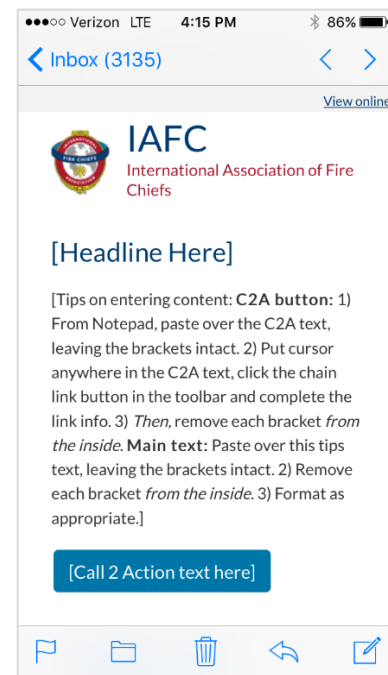 Verizon LTE 4:15 PM 86%
Inbox (3135)
View online
IAFC
International Association of Fire
Chiefs
[Headline Here]
[Tips on entering content: C2A button: 1)
From Notepad, paste over the C2A text,
leaving the brackets intact. 2) Put cursor
anywhere in the C2A text, click the chain
link button in the toolbar and complete the
link info. 3) Then, remove each bracket from
the inside. Main text: Paste over this tips
text, leaving the brackets intact. 2) Remove
each bracket from the inside. 3) Format as
appropriate.]
[Call 2 Action text here]